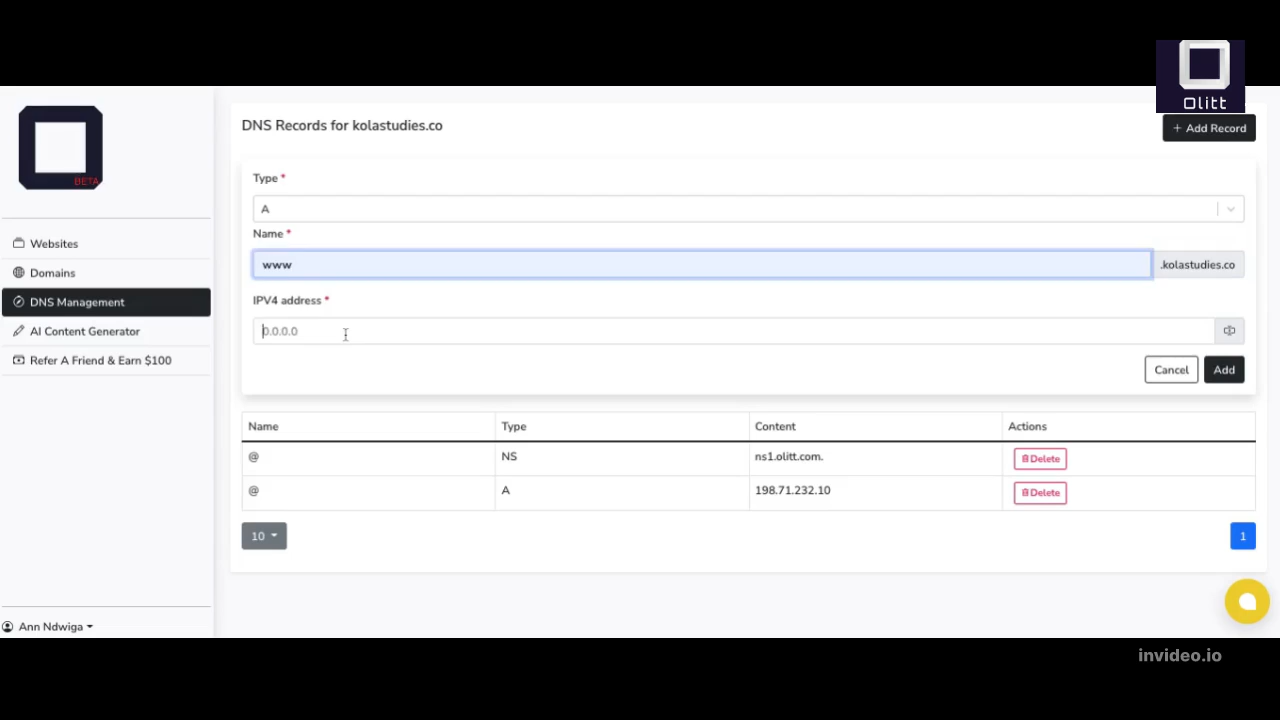 Olitt
DNS Records for kolastudies.co
+ Add Record
BETA
Type *
A
Name *
www .kolastudies.co
IPV4 address *
0.0.0.0
Cancel Add
Websites
Domains
DNS Management
AI Content Generator
Refer A Friend & Earn $100
Name Type Content Actions
@ NS ns1.olitt.com. Delete
@ A 198.71.232.10 Delete
10 1
Ann Ndwiga
invideo.io